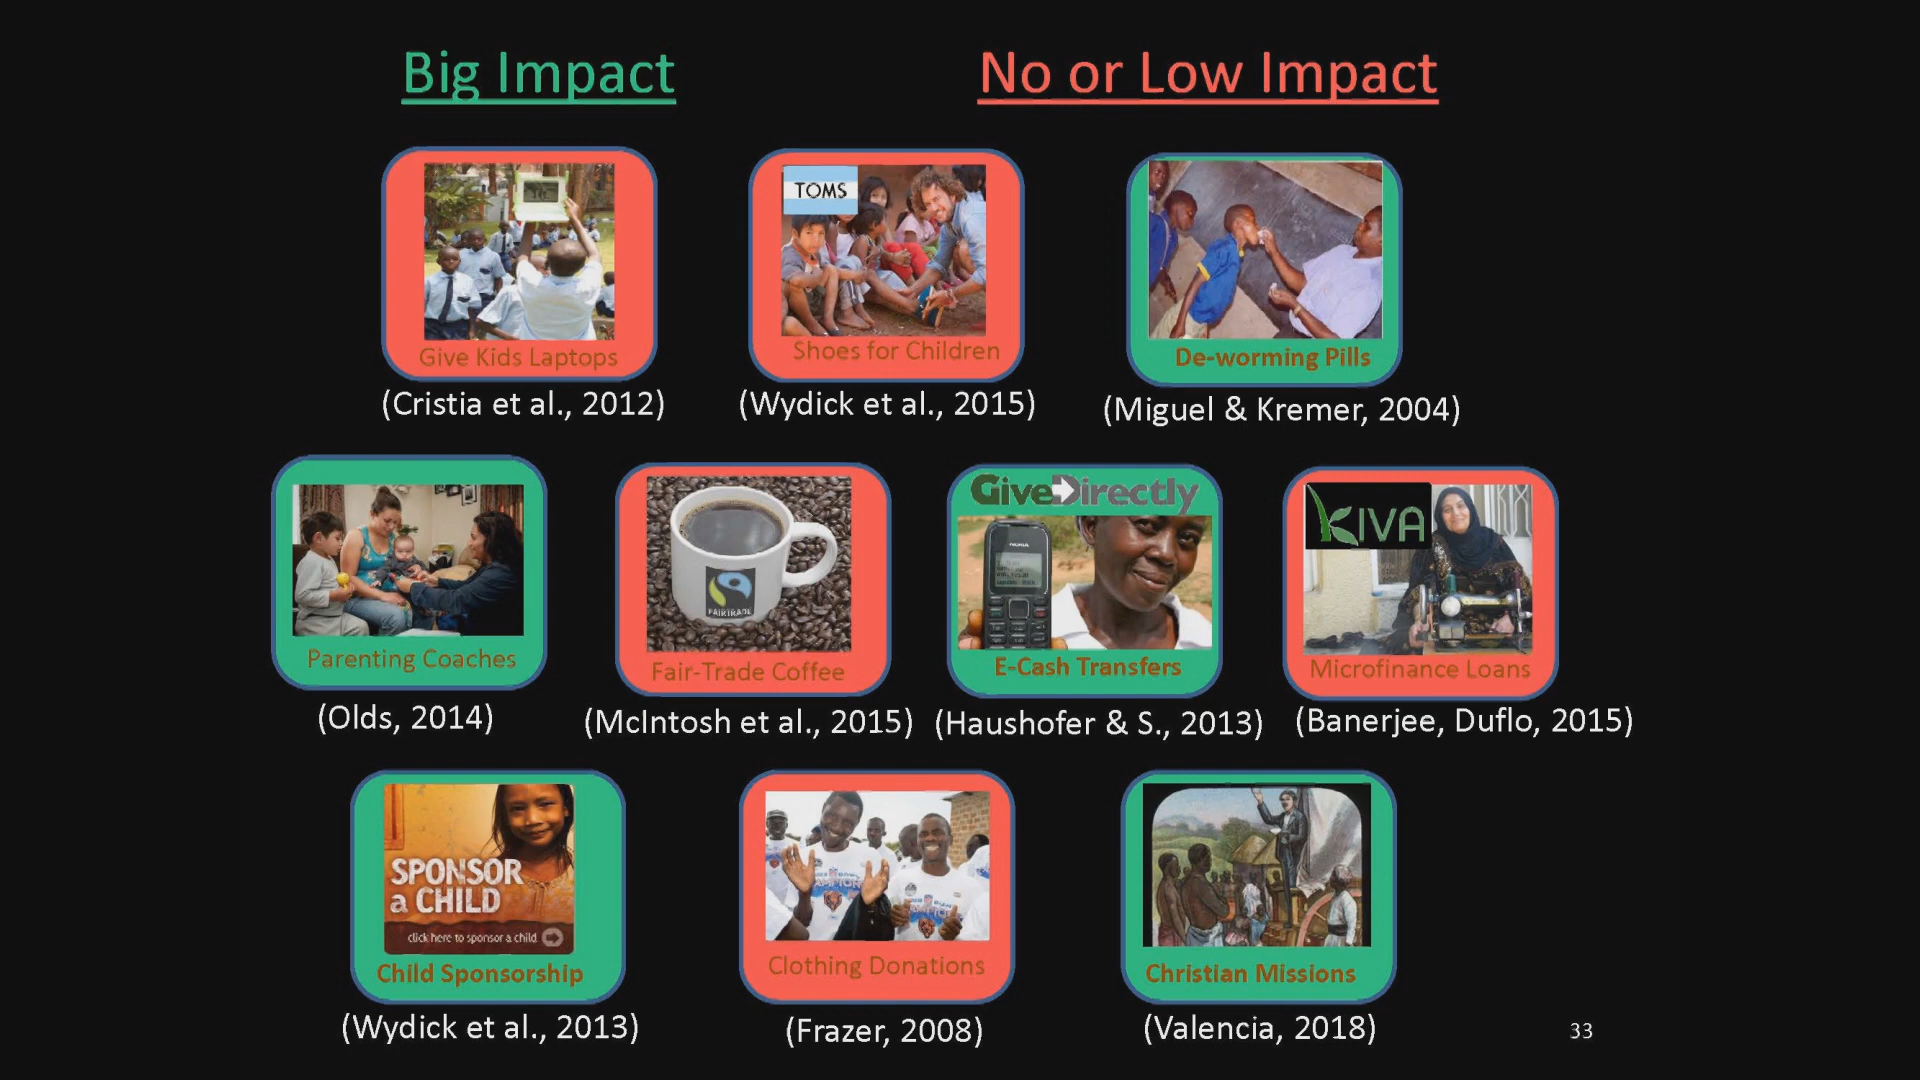 Big Impact
No or Low Impact
TOMS
Give Kids Laptops
Shoes for Children
De-worming Pills
(Cristia et al., 2012)
(Wydick et al., 2015)
(Miguel & Kremer, 2004)
GiveDirectly
KIVA
NOKIA
FAIRTRADE
Parenting Coaches
Fair-Trade Coffee
E-Cash Transfers
Microfinance Loans
(Olds, 2014)
(McIntosh et al., 2015)
(Haushofer & S., 2013)
(Banerjee, Duflo, 2015)
SPONSOR
a CHILD
click here to sponsor a child
Child Sponsorship
Clothing Donations
Christian Missions
(Wydick et al., 2013)
(Frazer, 2008)
(Valencia, 2018)
33